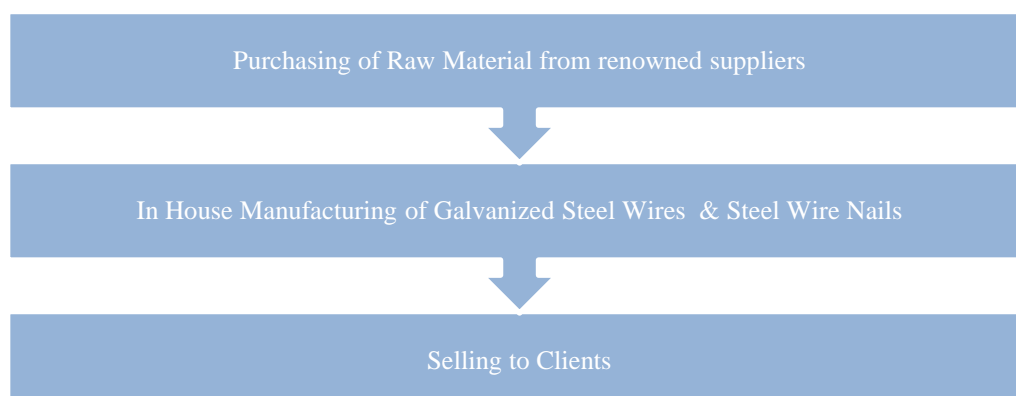 Purchasing of Raw Material from renowned suppliers
In House Manufacturing of Galvanized Steel Wires & Steel Wire Nails
Selling to Clients